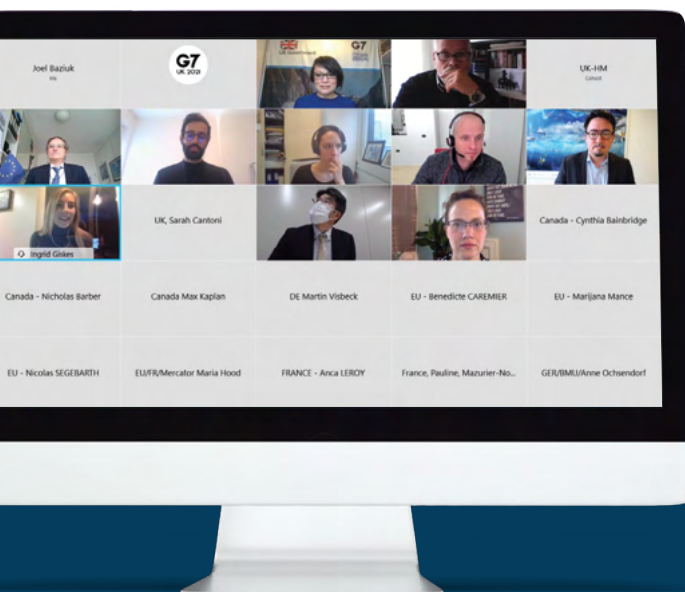 Joel Baziuk
Me
G7
UK 2021
G7
UK-HM
Cohost
Ingrid Giskes
UK, Sarah Cantoni
Canada - Cynthia Bainbridge
Canada - Nicholas Barber
Canada Max Kaplan
DE Martin Visbeck
EU - Benedicte CAREMIER
EU - Marijana Mance
EU - Nicolas SEGEBARTH
EU/FR/Mercator Maria Hood
FRANCE - Anca LEROY
France, Pauline, Mazurier-No...
GER/BMU/Anne Ochsendorf